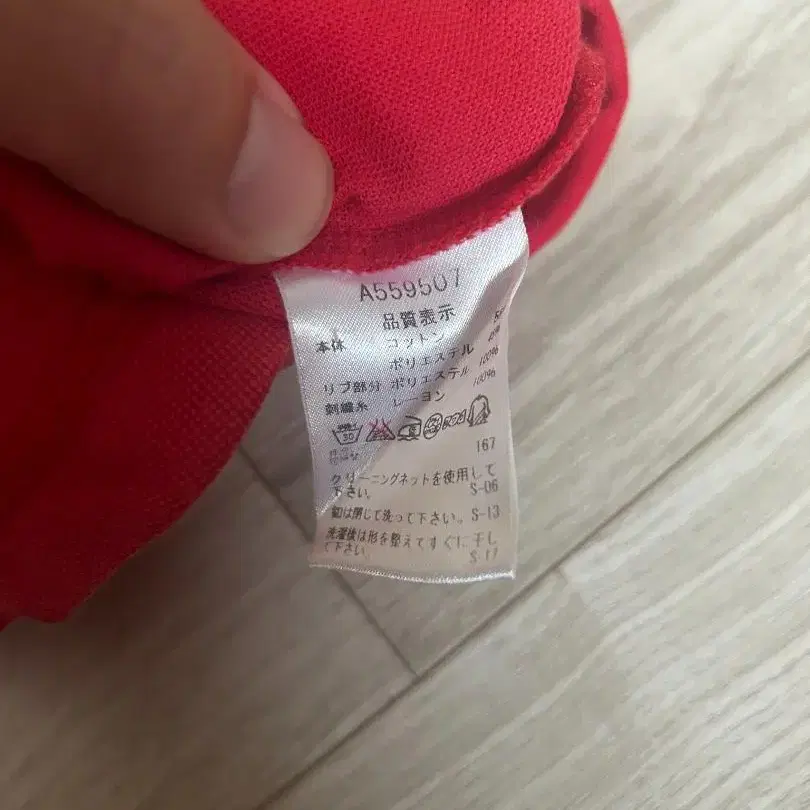 A559507
品質表示
本体 コットン
ポリエステル
リブ部分 ポリエステル 100%
刺繍糸 レーヨン 100%
30
167
クリーニングネットを使用して
下さい。 S-06
釦は閉じて洗って下さい。S-13
洗濯後は形を整えてすぐに干し
て下さい S-17